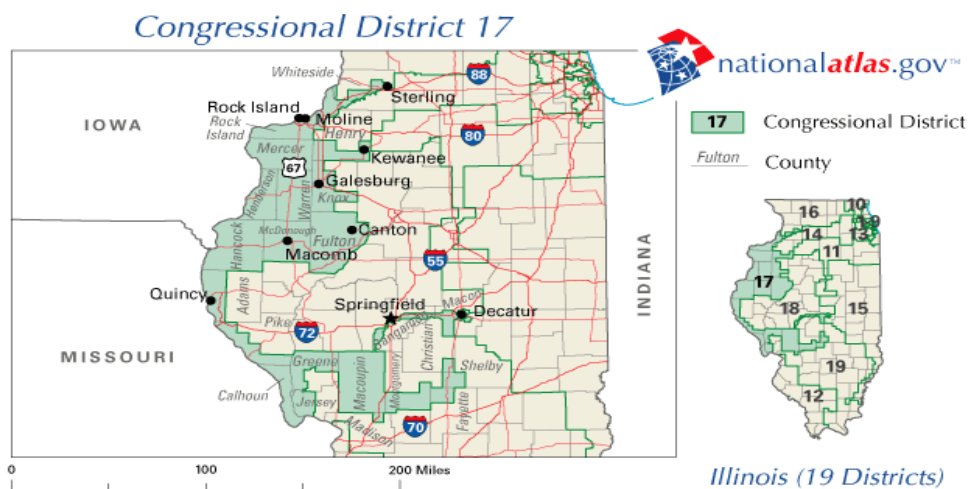 Congressional District 17
nationalatlas.gov™
17 Congressional District
Fulton County
IOWA
MISSOURI
INDIANA
Whiteside
88
Sterling
Rock Island
Moline
Rock
Island
Henry
80
Mercer
Kewanee
67
Galesburg
Henderson
Warren
Knox
Canton
McDonough
Fulton
Hancock
Macomb
55
Quincy
Adams
Springfield
Macon
Decatur
Pike
72
Sangamon
Christian
Greene
Macoupin
Montgomery
Shelby
Calhoun
Jersey
Fayette
70
Madison
0 100 200 Miles
10
16
9
14
13
11
17
18
15
19
12
Illinois (19 Districts)